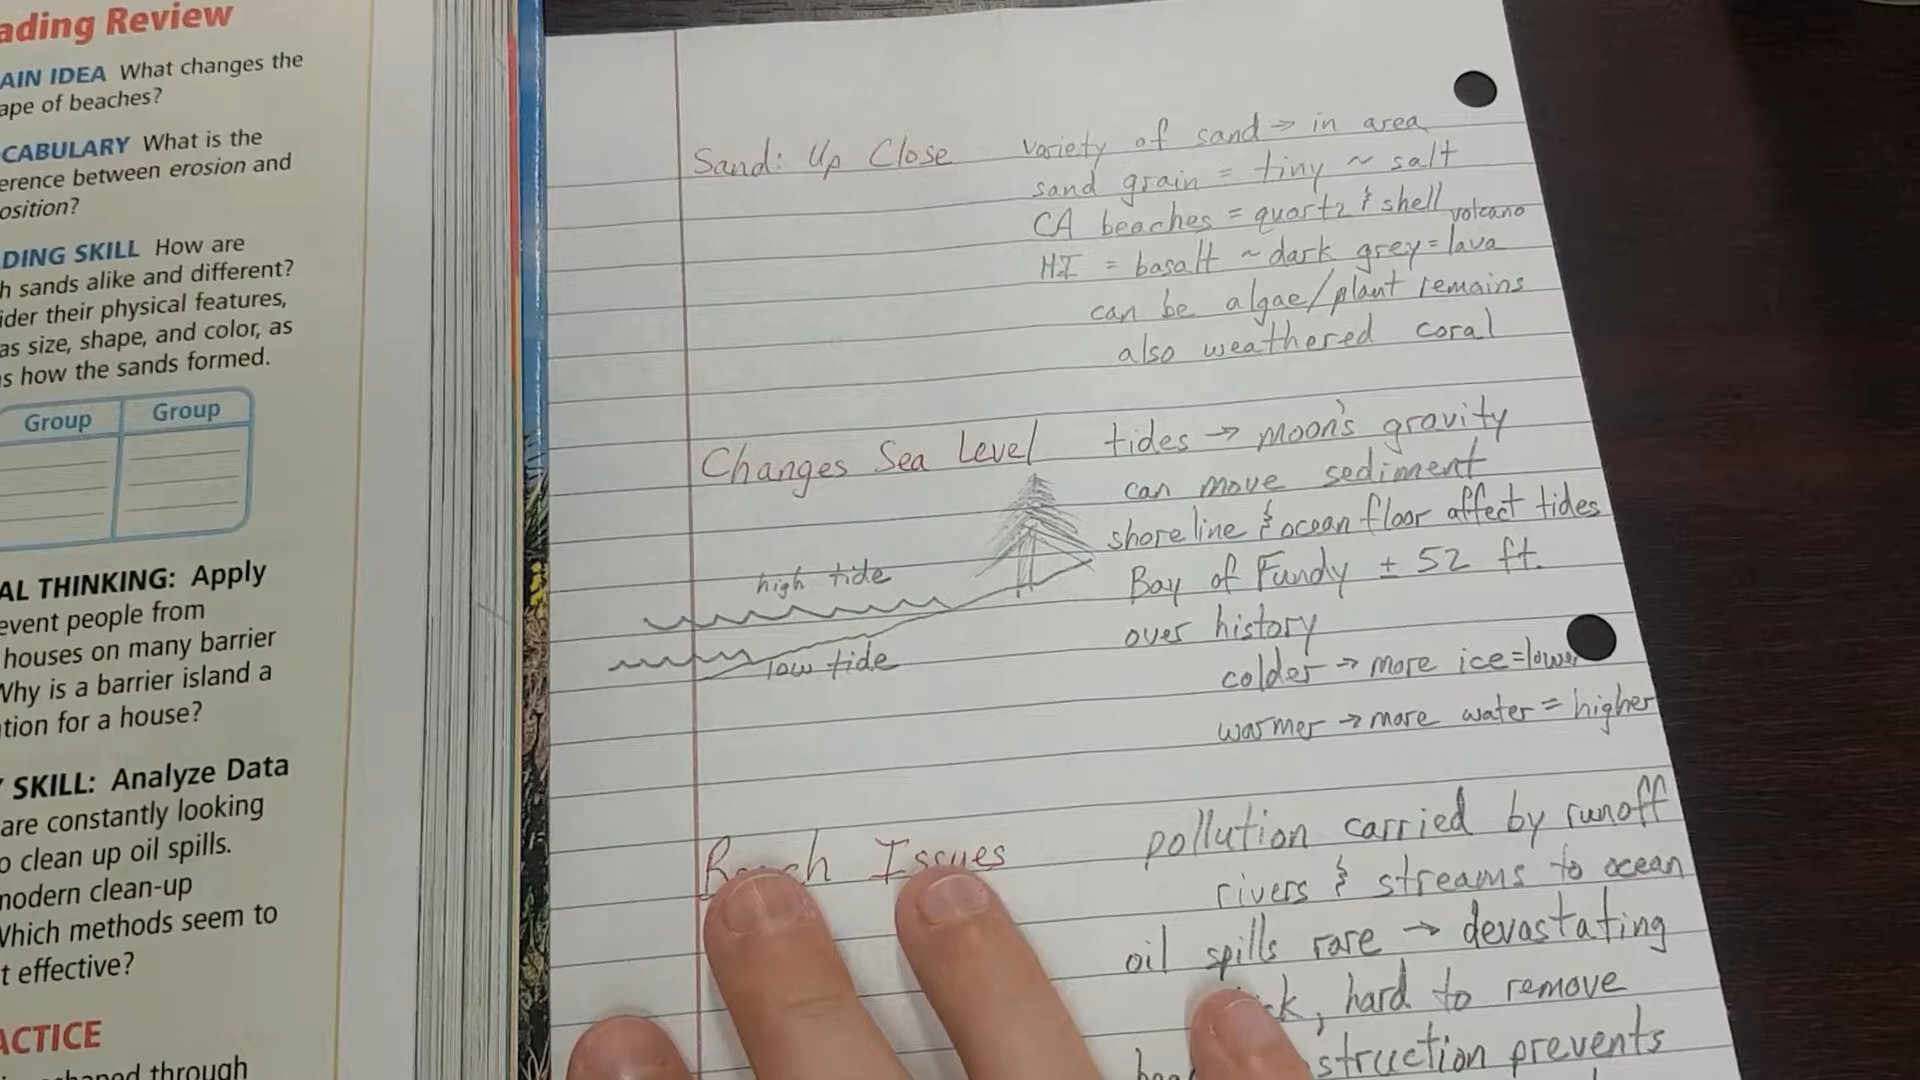 ading Review
AIN IDEA What changes the
ape of beaches?
CABULARY What is the
erence between erosion and
osition?
DING SKILL How are
h sands alike and different?
ider their physical features,
as size, shape, and color, as
s how the sands formed.
Group Group
AL THINKING: Apply
event people from
houses on many barrier
Why is a barrier island a
tion for a house?
SKILL: Analyze Data
are constantly looking
o clean up oil spills.
modern clean-up
Which methods seem to
t effective?
ACTICE
shaped through
Sand: Up Close
variety of sand → in area
sand grain = tiny ~ salt
CA beaches = quartz & shell
volcano
HI = basalt ~ dark grey = lava
can be algae/plant remains
also weathered coral
Changes Sea Level
tides → moon's gravity
can move sediment
shoreline & ocean floor affect tides
Bay of Fundy ± 52 ft.
over history
colder → more ice = lower
warmer → more water = higher
high tide
low tide
Issues
pollution carried by runoff
rivers & streams to ocean
oil spills rare → devastating
ck, hard to remove
struction prevents